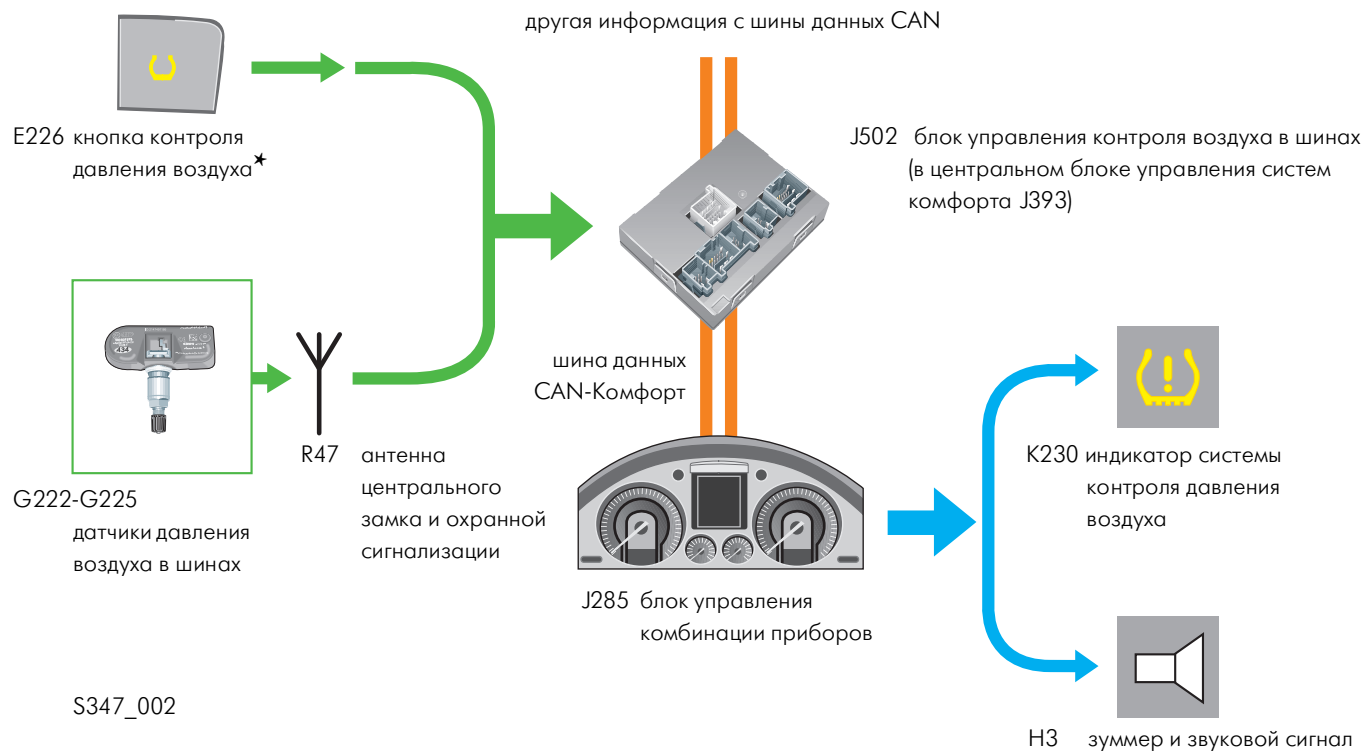 другая информация с шины данных CAN
E226 кнопка контроля
давления воздуха*
J502 блок управления контроля воздуха в шинах
(в центральном блоке управления систем
комфорта J393)
шина данных
CAN-Комфорт
R47 антенна
центрального
замка и охранной
сигнализации
G222-G225
датчики давления
воздуха в шинах
K230 индикатор системы
контроля давления
воздуха
J285 блок управления
комбинации приборов
S347_002
H3 зуммер и звуковой сигнал